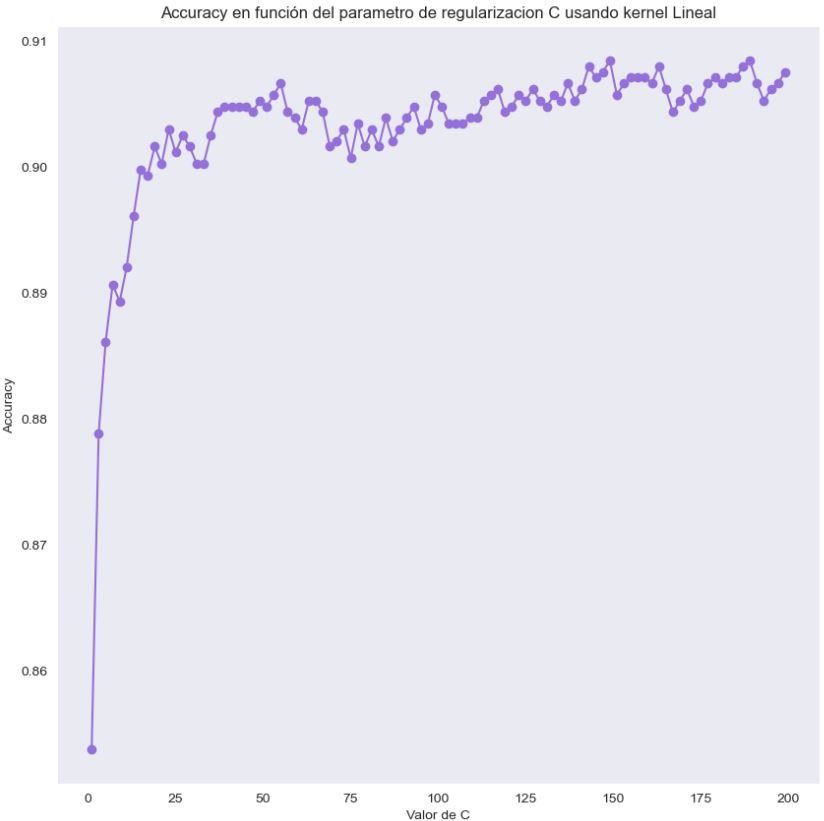 Accuracy en función del parametro de regularizacion C usando kernel Lineal
0.91
0.90
0.89
0.88
0.87
0.86
Accuracy
0 25 50 75 100 125 150 175 200
Valor de C